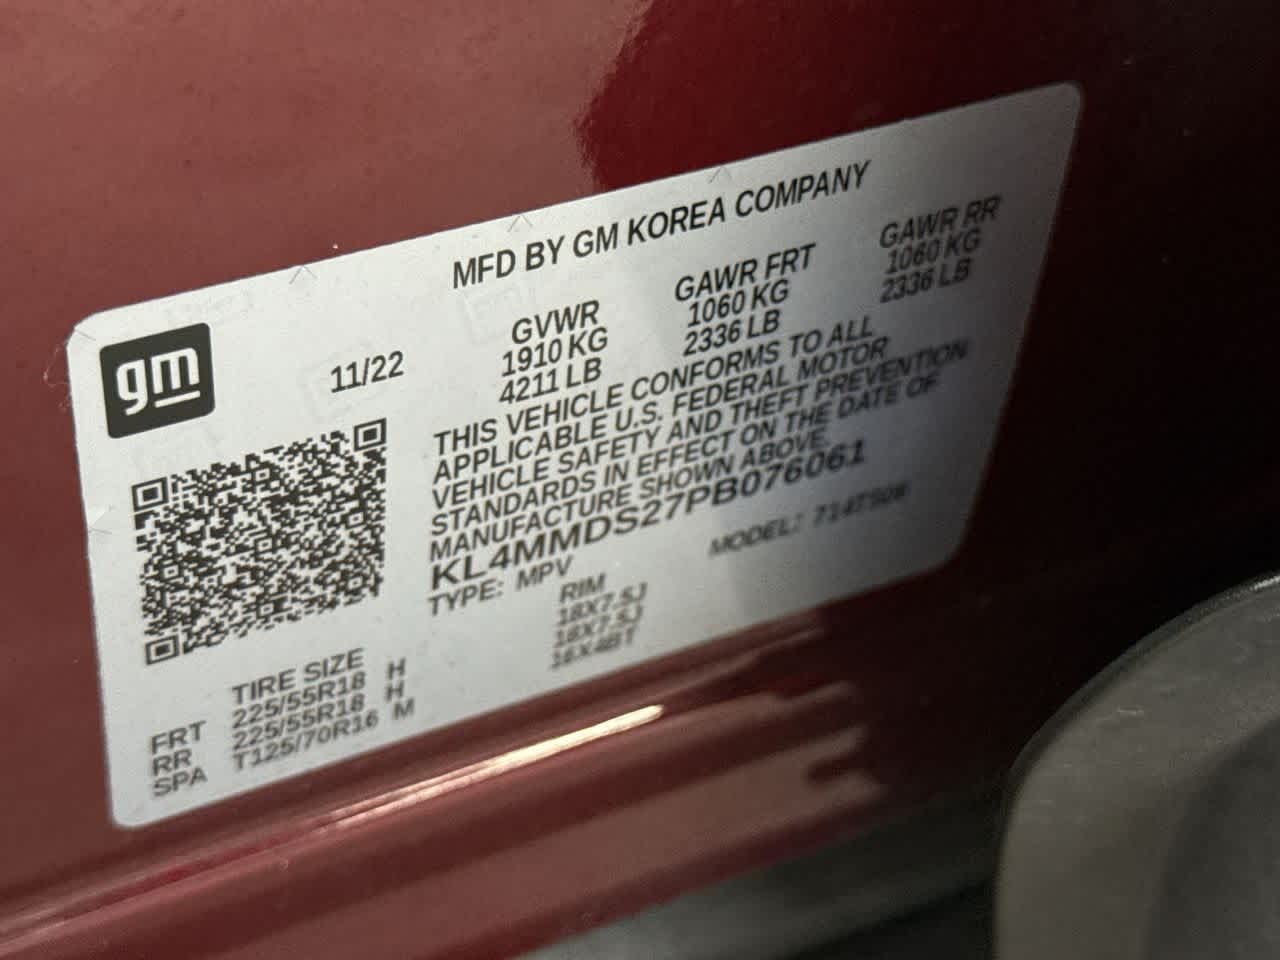 MFD BY GM KOREA COMPANY
gm
11/22
GVWR
1910 KG
4211 LB
GAWR FRT
1060 KG
2336 LB
GAWR RR
1060 KG
2336 LB
THIS VEHICLE CONFORMS TO ALL
APPLICABLE U.S. FEDERAL MOTOR
VEHICLE SAFETY AND THEFT PREVENTION
STANDARDS IN EFFECT ON THE DATE OF
MANUFACTURE SHOWN ABOVE.
KL4MMDS27PB076061
TYPE: MPV
MODEL:
TIRE SIZE RIM
FRT 225/55R18 H 18X7.5J
RR 225/55R18 H 18X7.5J
SPA T125/70R16 M 16X4BT